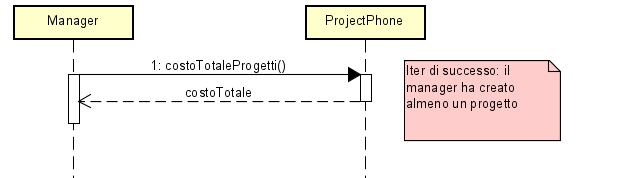 Manager
ProjectPhone
1: costoTotaleProgetti()
costoTotale
Iter di successo: il
manager ha creato
almeno un progetto